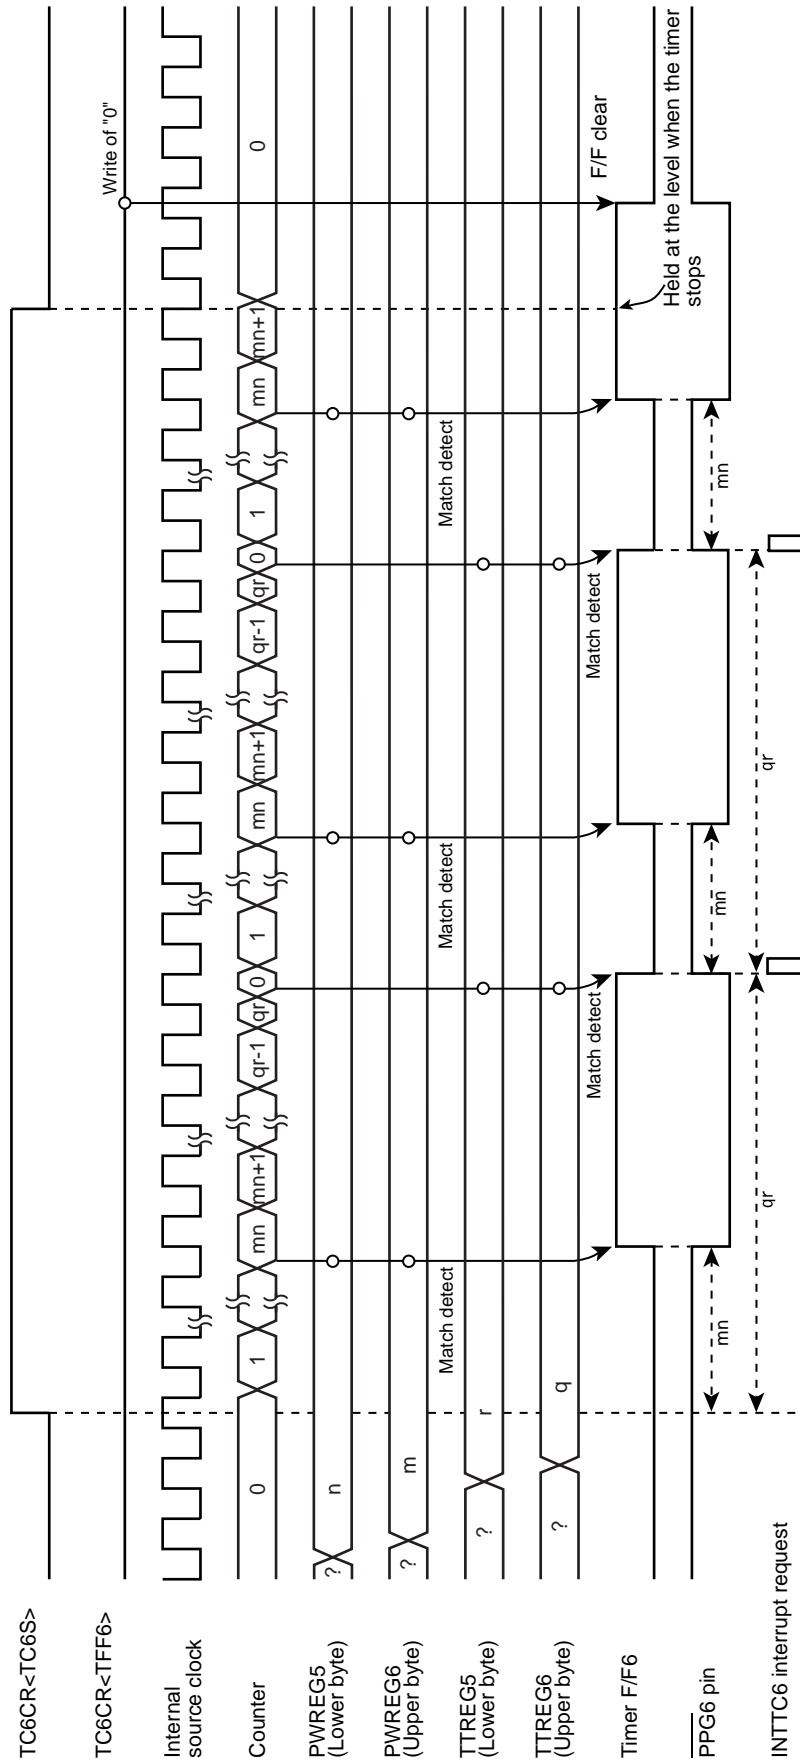 TC6CR<TC6S>
TC6CR<TFF6>
Write of "0"
Internal
source clock
Counter
0
1
mn
mn+1
qr-1
qr
0
1
mn
mn+1
qr-1
qr
0
1
mn
mn+1
0
PWREG5
(Lower byte)
?
n
PWREG6
(Upper byte)
?
m
Match detect
Match detect
Match detect
TTREG5
(Lower byte)
?
r
TTREG6
(Upper byte)
?
q
Match detect
Match detect
F/F clear
Timer F/F6
Held at the level when the timer
stops
PPG6 pin
mn
mn
mn
qr
qr
INTTC6 interrupt request